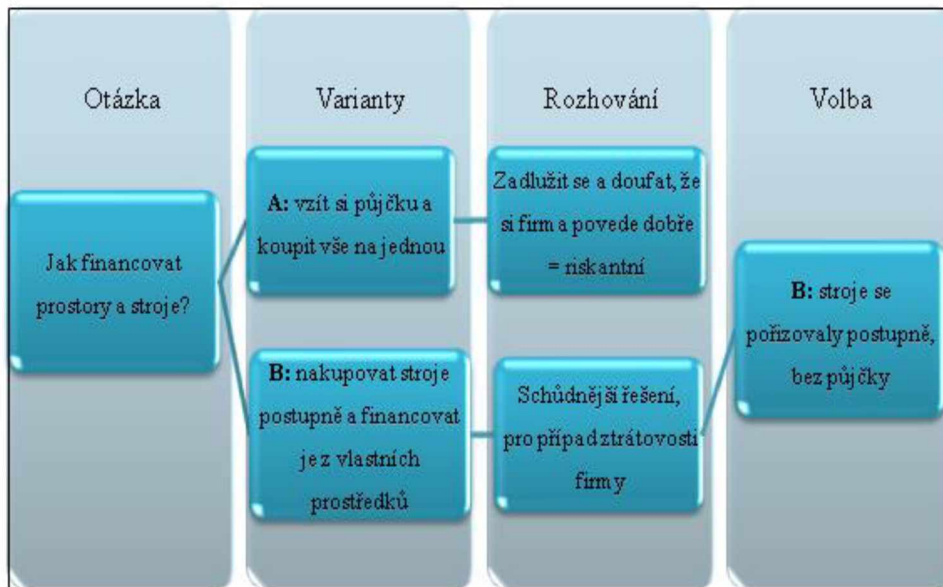 Otázka
Varianty
Rozhování
Volba
Jak financovat
prostory a stroje?
A: vzít si půjčku a
koupit vše na jednou
Zadlužit se a doufat, že
si firma povede dobře
= riskantní
B: nakupovat stroje
postupně a financovat
je z vlastních
prostředků
Schůdnější řešení,
pro případ ztrátovosti
firmy
B: stroje se
pořizovaly postupně,
bez půjčky